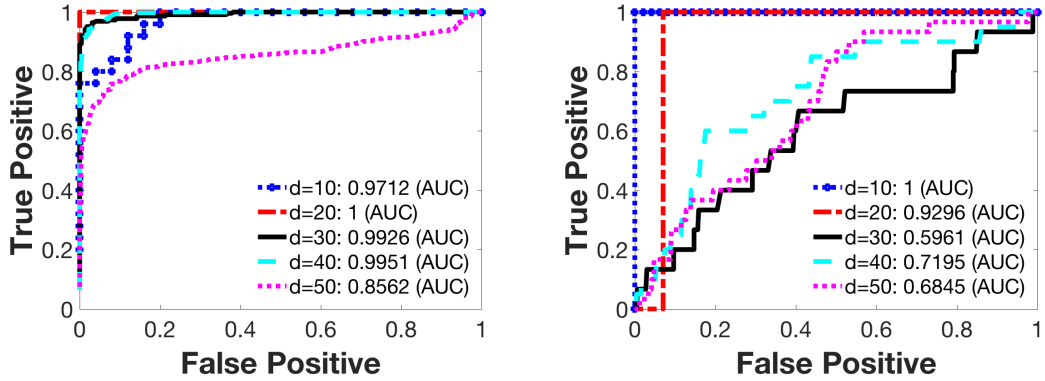 True Positive
1
0.8
0.6
0.4
0.2
0
d=10: 0.9712 (AUC)
d=20: 1 (AUC)
d=30: 0.9926 (AUC)
d=40: 0.9951 (AUC)
d=50: 0.8562 (AUC)
0 0.2 0.4 0.6 0.8 1
False Positive
True Positive
1
0.8
0.6
0.4
0.2
0
d=10: 1 (AUC)
d=20: 0.9296 (AUC)
d=30: 0.5961 (AUC)
d=40: 0.7195 (AUC)
d=50: 0.6845 (AUC)
0 0.2 0.4 0.6 0.8 1
False Positive